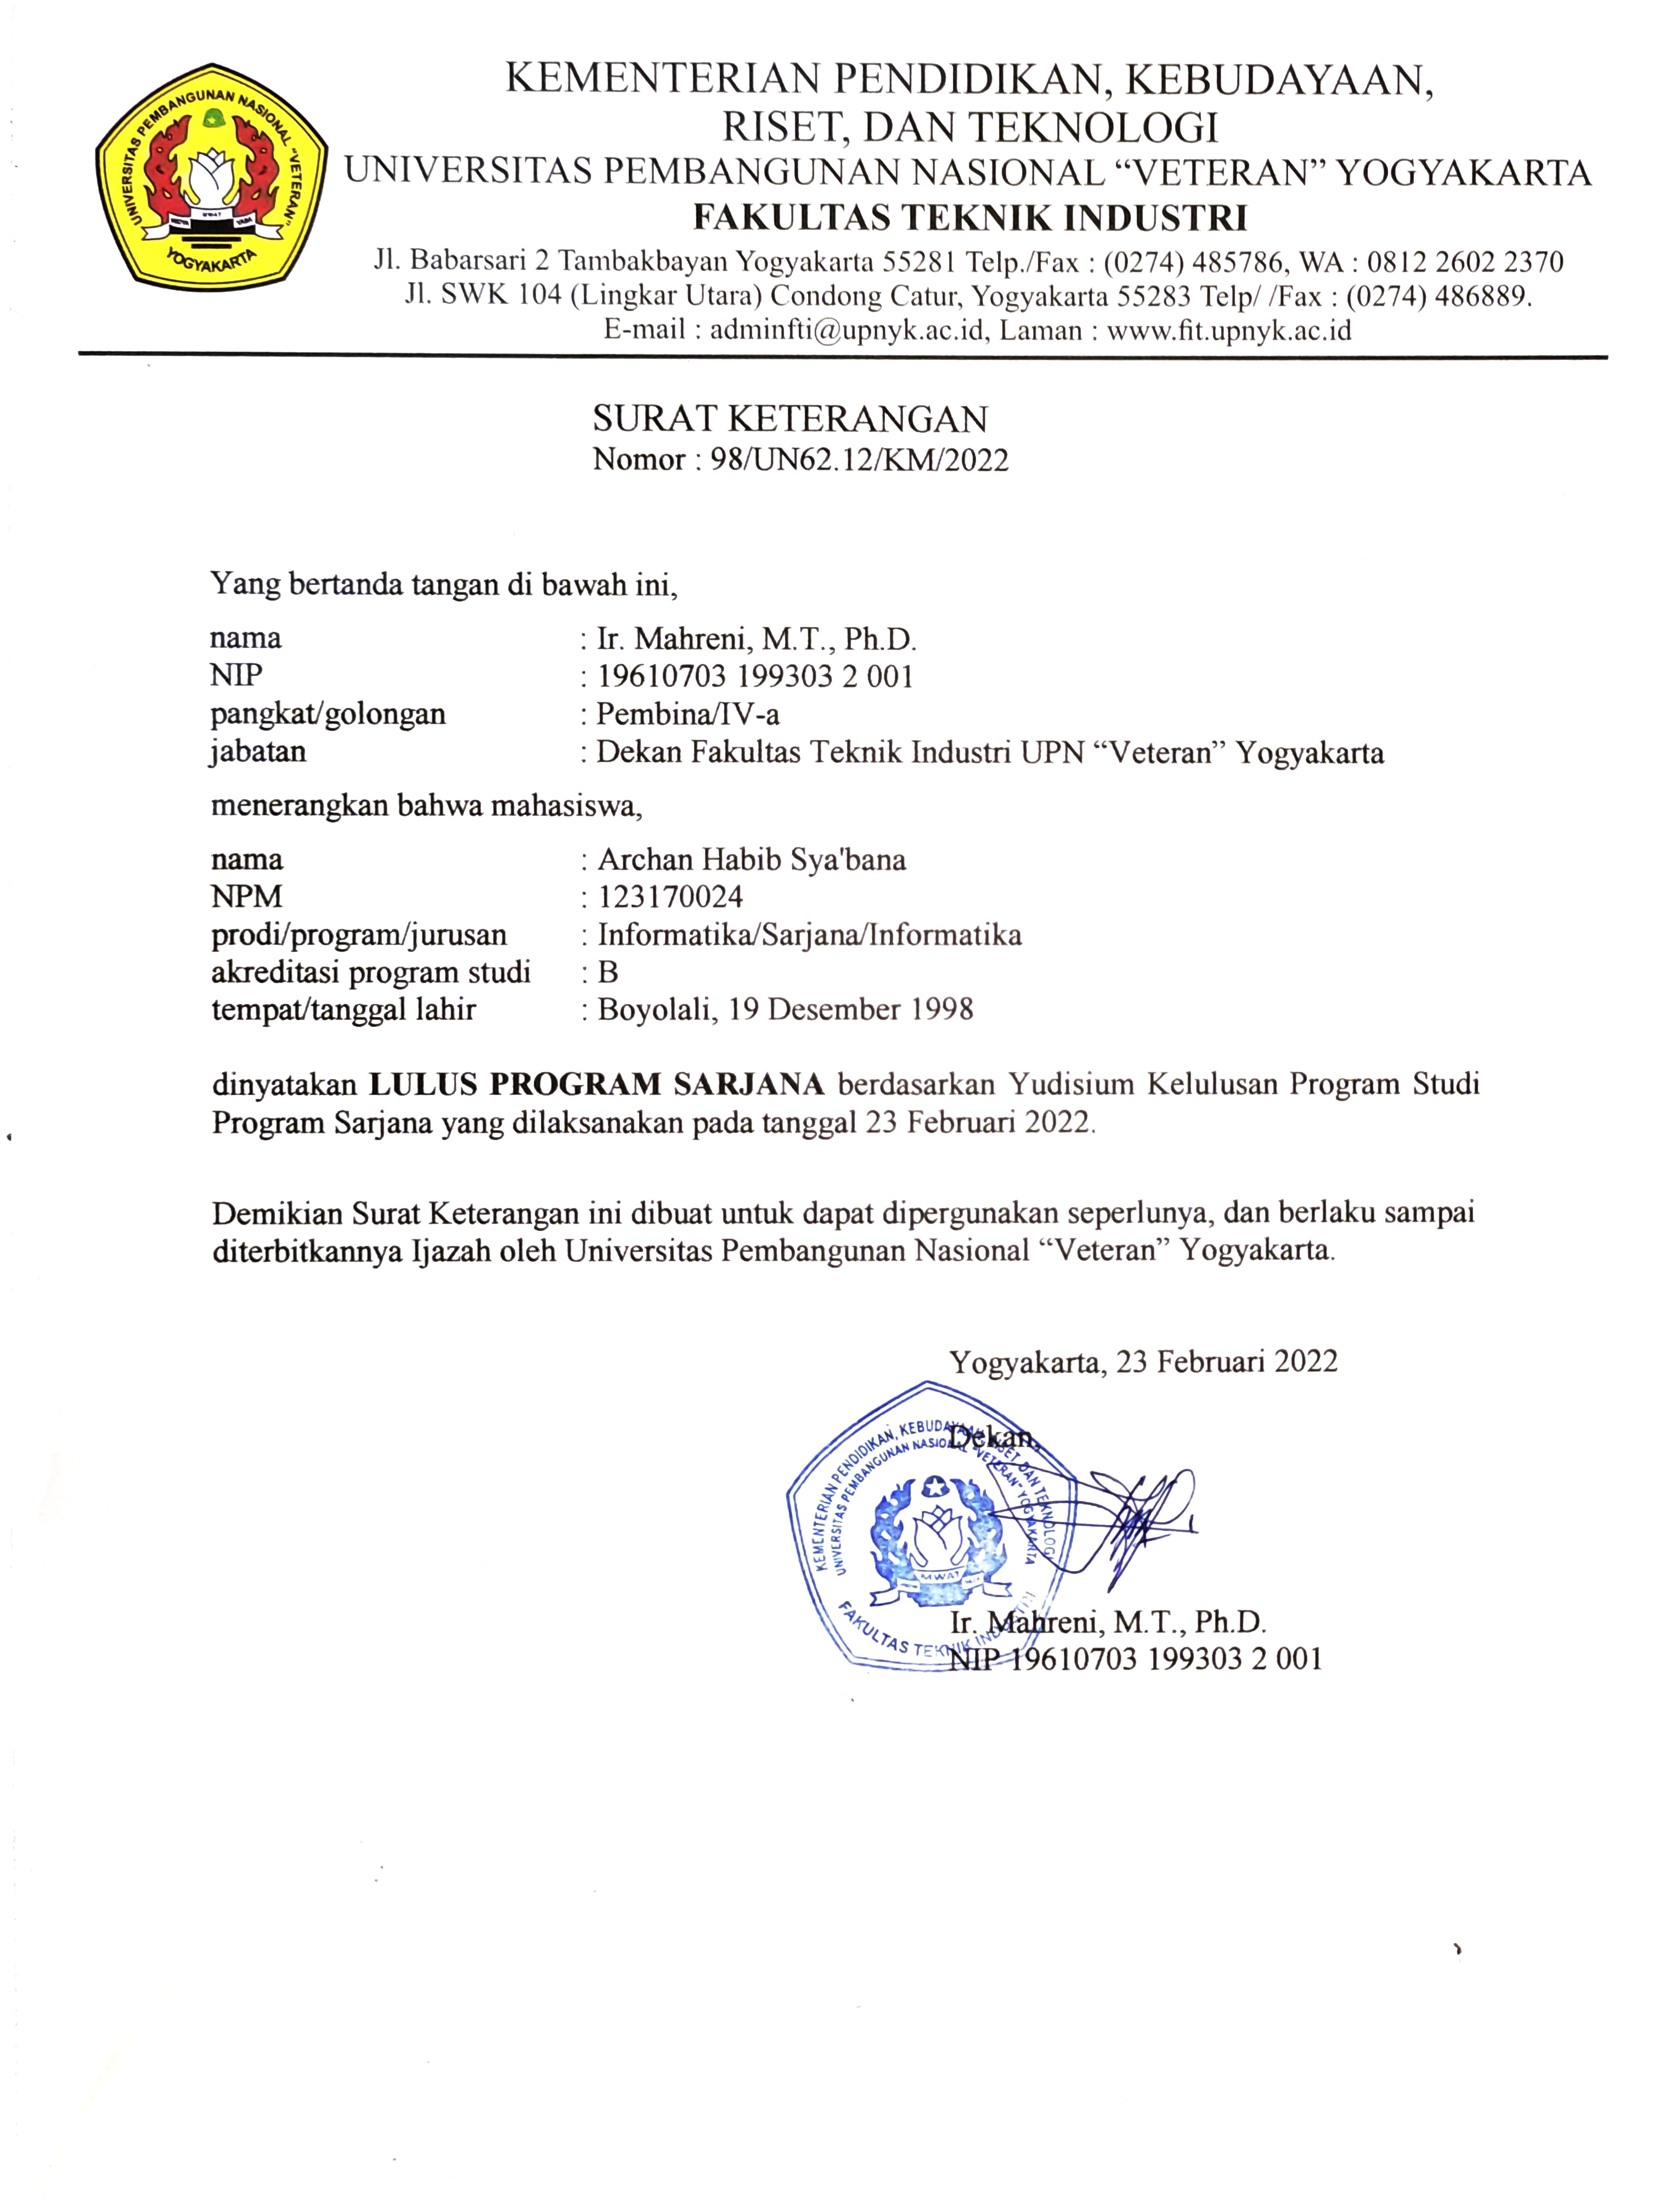 KEMENTERIAN PENDIDIKAN, KEBUDAYAAN,
RISET, DAN TEKNOLOGI
UNIVERSITAS PEMBANGUNAN NASIONAL “VETERAN” YOGYAKARTA
FAKULTAS TEKNIK INDUSTRI
Jl. Babarsari 2 Tambakbayan Yogyakarta 55281 Telp./Fax : (0274) 485786, WA : 0812 2602 2370
Jl. SWK 104 (Lingkar Utara) Condong Catur, Yogyakarta 55283 Telp/ /Fax : (0274) 486889.
E-mail : adminfti@upnyk.ac.id, Laman : www.fit.upnyk.ac.id
UNIVERSITAS PEMBANGUNAN NASIONAL "VETERAN"
WIDYA MWAT YASA
YOGYAKARTA
SURAT KETERANGAN
Nomor : 98/UN62.12/KM/2022
Yang bertanda tangan di bawah ini,
nama : Ir. Mahreni, M.T., Ph.D.
NIP : 19610703 199303 2 001
pangkat/golongan : Pembina/IV-a
jabatan : Dekan Fakultas Teknik Industri UPN “Veteran” Yogyakarta
menerangkan bahwa mahasiswa,
nama : Archan Habib Sya'bana
NPM : 123170024
prodi/program/jurusan : Informatika/Sarjana/Informatika
akreditasi program studi : B
tempat/tanggal lahir : Boyolali, 19 Desember 1998
dinyatakan LULUS PROGRAM SARJANA berdasarkan Yudisium Kelulusan Program Studi
Program Sarjana yang dilaksanakan pada tanggal 23 Februari 2022.
Demikian Surat Keterangan ini dibuat untuk dapat dipergunakan seperlunya, dan berlaku sampai
diterbitkannya Ijazah oleh Universitas Pembangunan Nasional “Veteran” Yogyakarta.
Yogyakarta, 23 Februari 2022
Dekan,
KEMENTERIAN PENDIDIKAN, KEBUDAYAAN, RISET, DAN TEKNOLOGI
UNIVERSITAS PEMBANGUNAN NASIONAL "VETERAN" YOGYAKARTA
MWAT
FAKULTAS TEKNIK INDUSTRI
Ir. Mahreni, M.T., Ph.D.
NIP 19610703 199303 2 001